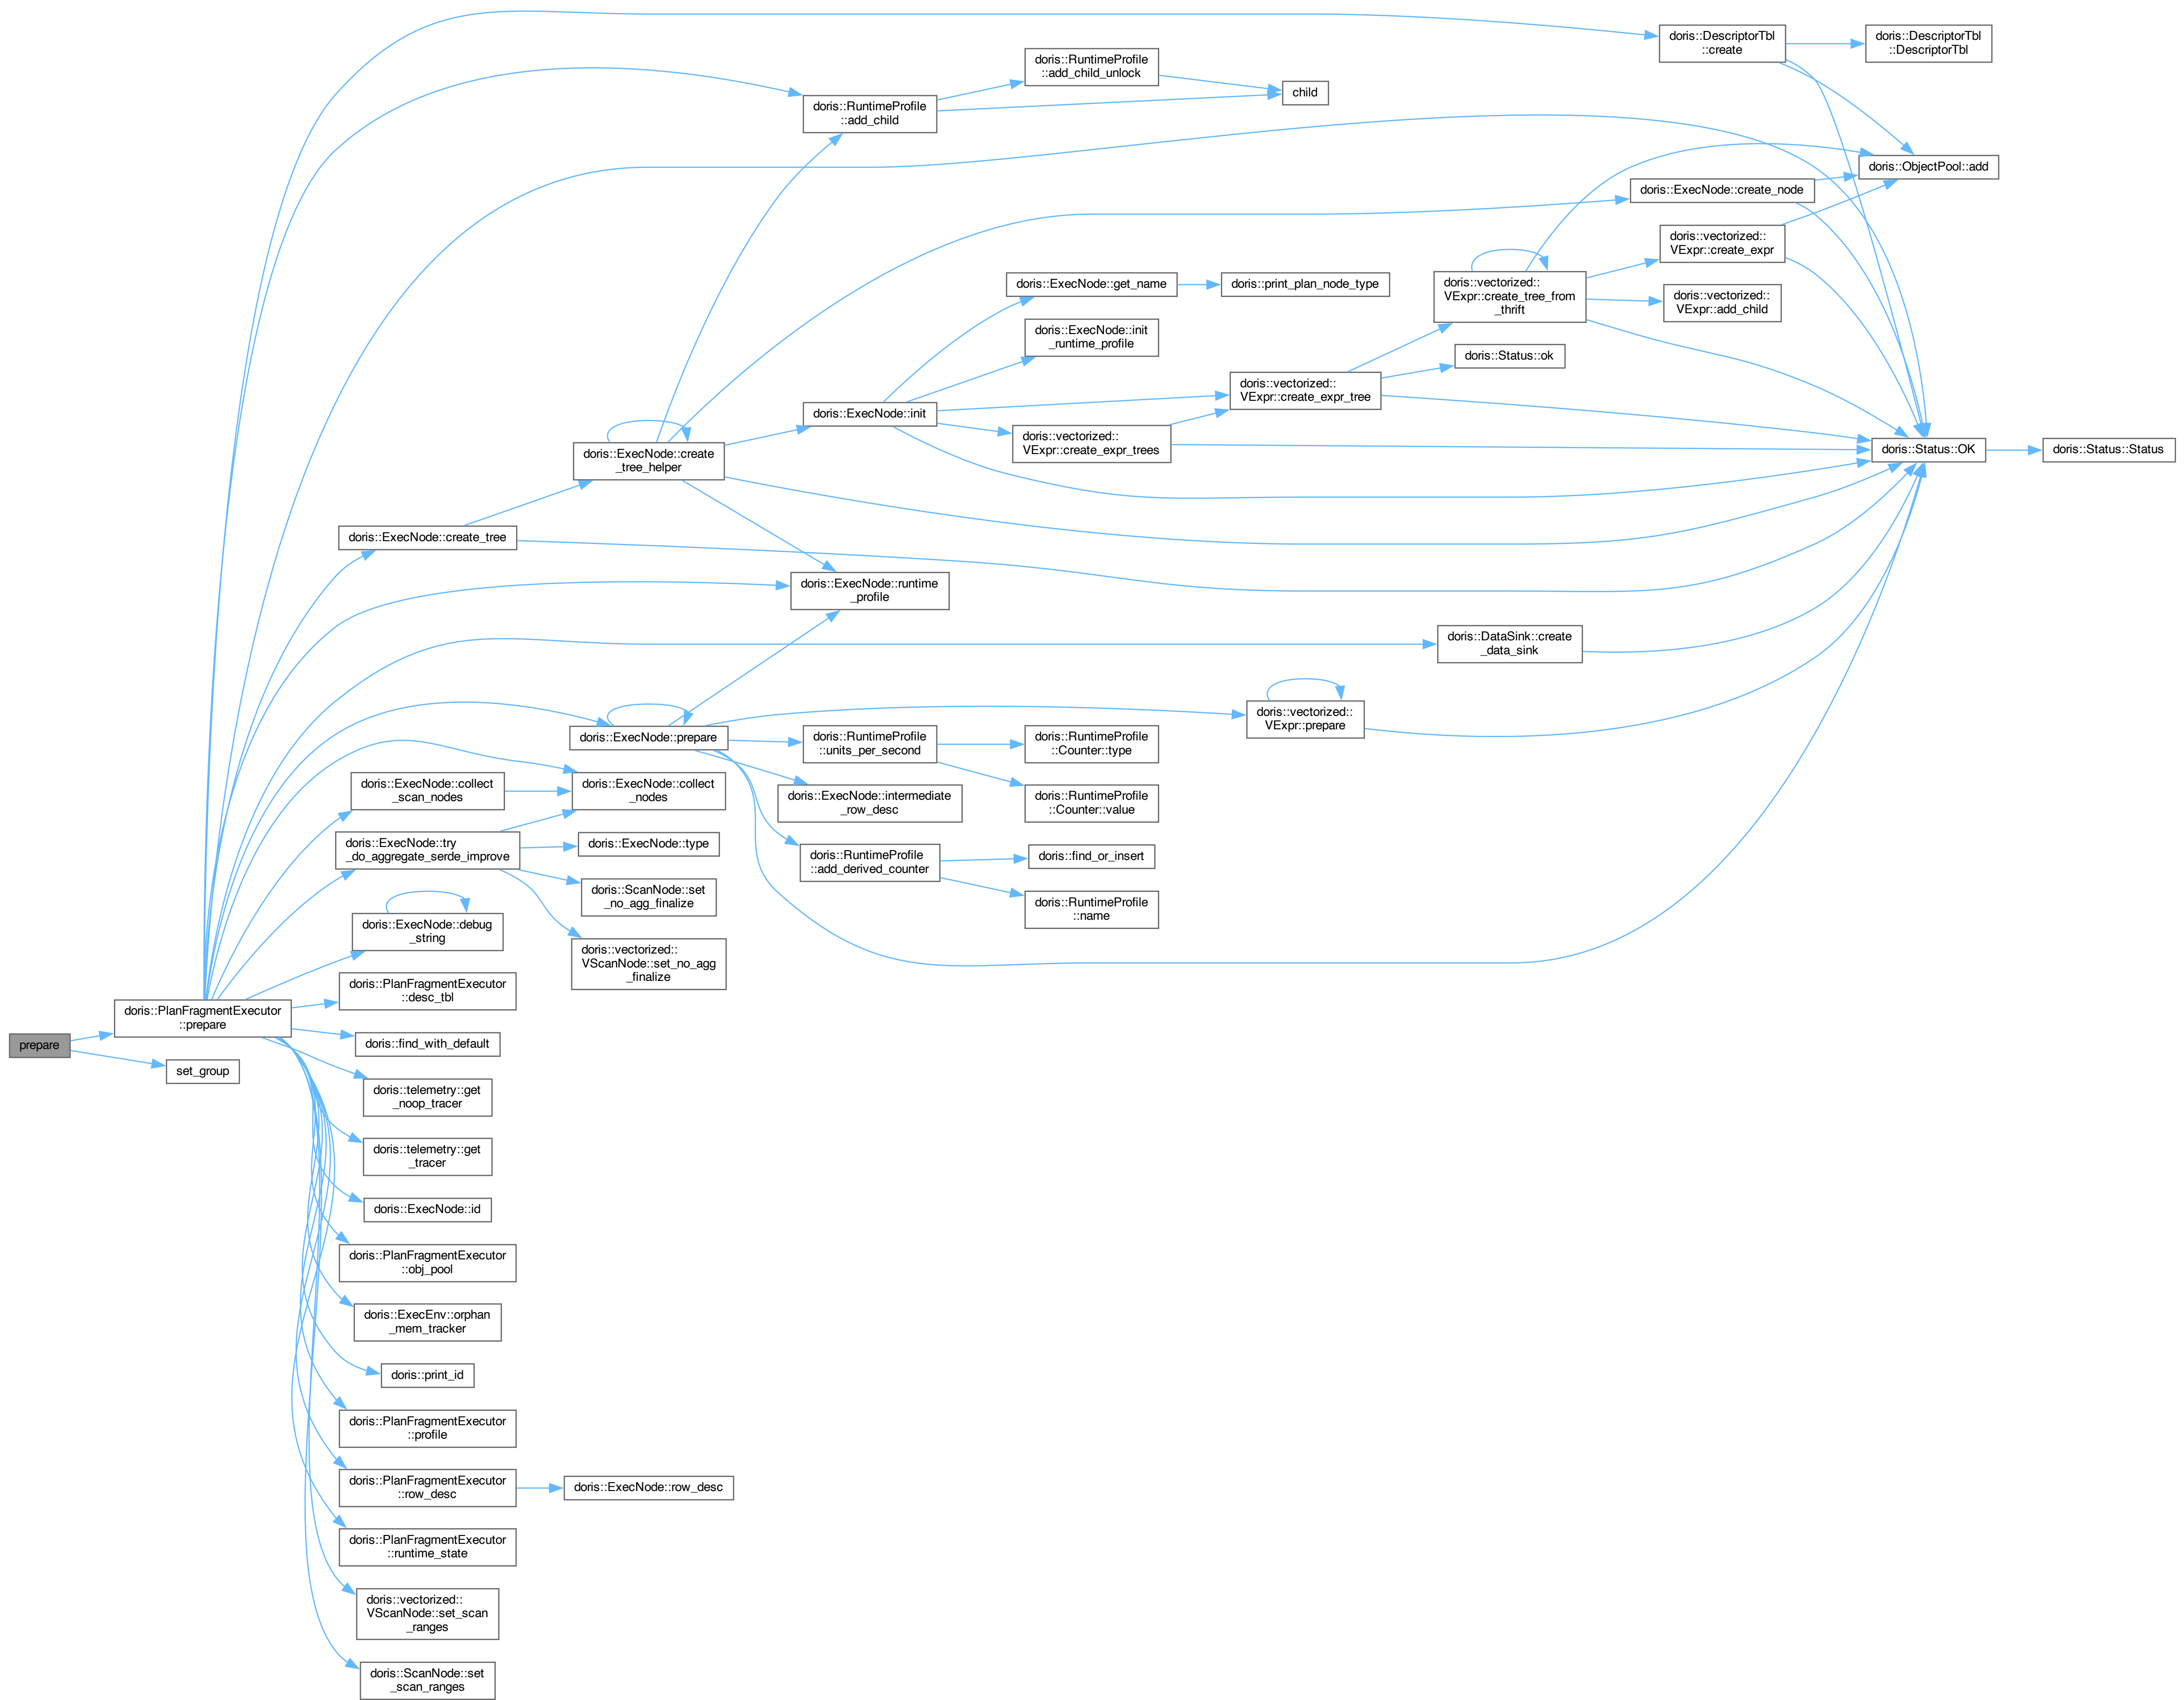 prepare
doris::PlanFragmentExecutor
::prepare
set_group
doris::DescriptorTbl
::create
doris::DescriptorTbl
::DescriptorTbl
doris::ObjectPool::add
doris::Status::OK
doris::Status::Status
doris::RuntimeProfile
::add_child
doris::RuntimeProfile
::add_child_unlock
child
doris::ExecNode::create_node
doris::vectorized::
VExpr::create_expr
doris::vectorized::
VExpr::create_tree_from
_thrift
doris::vectorized::
VExpr::add_child
doris::ExecNode::get_name
doris::print_plan_node_type
doris::ExecNode::init
_runtime_profile
doris::Status::ok
doris::vectorized::
VExpr::create_expr_tree
doris::ExecNode::init
doris::vectorized::
VExpr::create_expr_trees
doris::ExecNode::create
_tree_helper
doris::ExecNode::create_tree
doris::ExecNode::runtime
_profile
doris::DataSink::create
_data_sink
doris::ExecNode::prepare
doris::vectorized::
VExpr::prepare
doris::RuntimeProfile
::units_per_second
doris::RuntimeProfile
::Counter::type
doris::RuntimeProfile
::Counter::value
doris::ExecNode::intermediate
_row_desc
doris::RuntimeProfile
::add_derived_counter
doris::find_or_insert
doris::RuntimeProfile
::name
doris::ExecNode::collect
_scan_nodes
doris::ExecNode::collect
_nodes
doris::ExecNode::try
_do_aggregate_serde_improve
doris::ExecNode::type
doris::ScanNode::set
_no_agg_finalize
doris::vectorized::
VScanNode::set_no_agg
_finalize
doris::ExecNode::debug
_string
doris::PlanFragmentExecutor
::desc_tbl
doris::find_with_default
doris::telemetry::get
_noop_tracer
doris::telemetry::get
_tracer
doris::ExecNode::id
doris::PlanFragmentExecutor
::obj_pool
doris::ExecEnv::orphan
_mem_tracker
doris::print_id
doris::PlanFragmentExecutor
::profile
doris::PlanFragmentExecutor
::row_desc
doris::ExecNode::row_desc
doris::PlanFragmentExecutor
::runtime_state
doris::vectorized::
VScanNode::set_scan
_ranges
doris::ScanNode::set
_scan_ranges